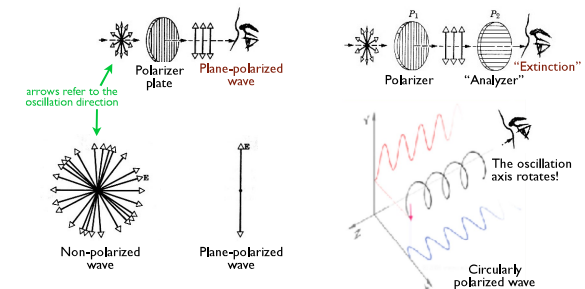 P1
P2
Polarizer
plate
Plane-polarized
wave
Polarizer
"Analyzer"
"Extinction"
arrows refer to the
oscillation direction
E
E
Non-polarized
wave
Plane-polarized
wave
Y
Z
The oscillation
axis rotates!
Circularly
polarized wave